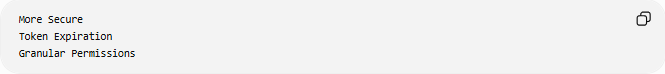 More Secure
Token Expiration
Granular Permissions